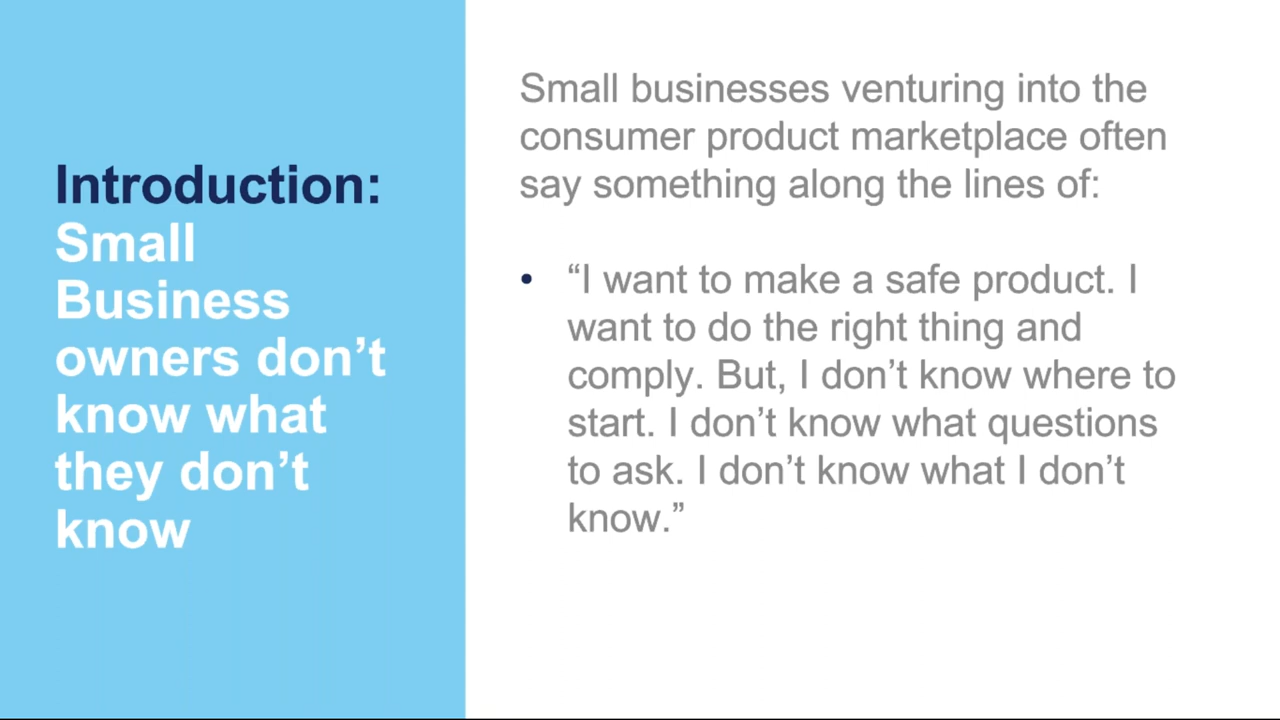 Introduction:
Small
Business
owners don’t
know what
they don’t
know
Small businesses venturing into the
consumer product marketplace often
say something along the lines of:
• “I want to make a safe product. I
want to do the right thing and
comply. But, I don’t know where to
start. I don’t know what questions
to ask. I don’t know what I don’t
know.”